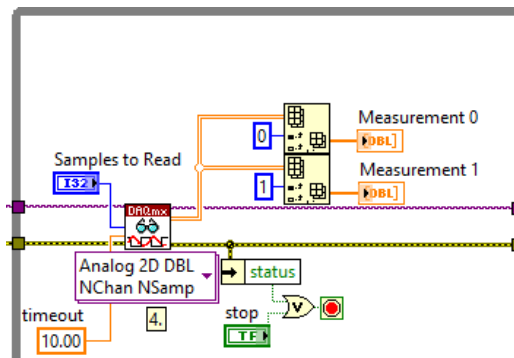 Measurement 0
0
DBL
Measurement 1
1
DBL
Samples to Read
I32
DAQmx
Analog 2D DBL
NChan NSamp
status
4.
timeout
10.00
stop
TF
V